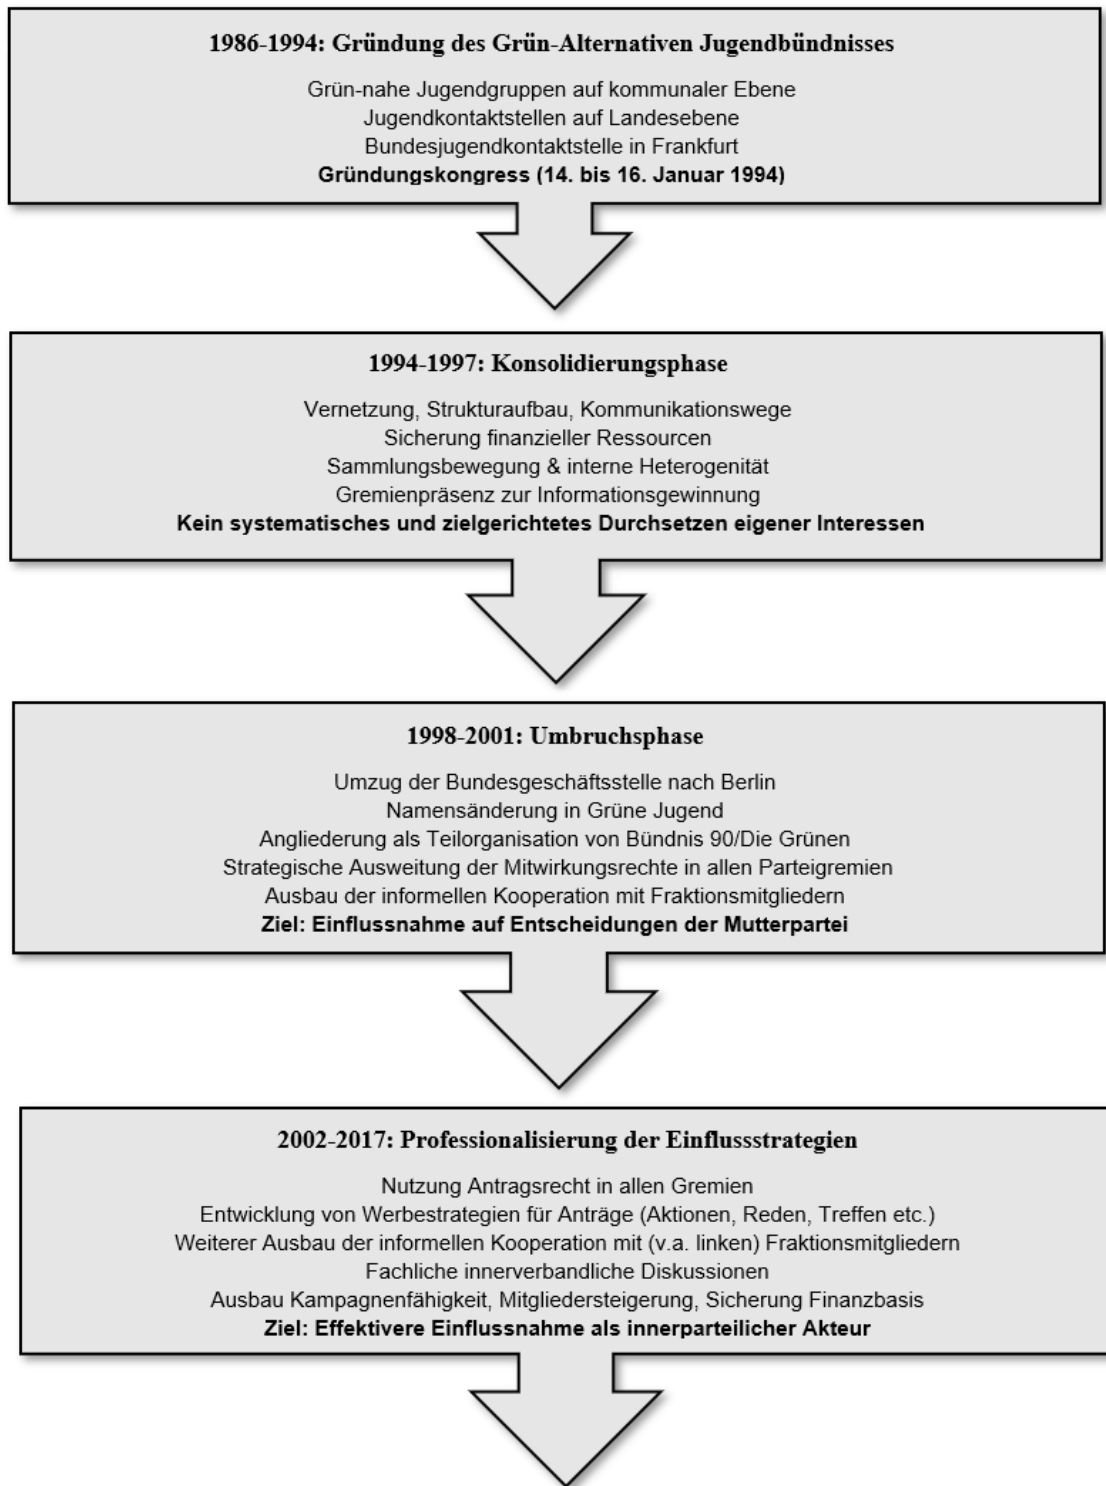 1986-1994: Gründung des Grün-Alternativen Jugendbündnisses
Grün-nahe Jugendgruppen auf kommunaler Ebene
Jugendkontaktstellen auf Landesebene
Bundesjugendkontaktstelle in Frankfurt
Gründungskongress (14. bis 16. Januar 1994)
1994-1997: Konsolidierungsphase
Vernetzung, Strukturaufbau, Kommunikationswege
Sicherung finanzieller Ressourcen
Sammlungsbewegung & interne Heterogenität
Gremienpräsenz zur Informationsgewinnung
Kein systematisches und zielgerichtetes Durchsetzen eigener Interessen
1998-2001: Umbruchsphase
Umzug der Bundesgeschäftsstelle nach Berlin
Namensänderung in Grüne Jugend
Angliederung als Teilorganisation von Bündnis 90/Die Grünen
Strategische Ausweitung der Mitwirkungsrechte in allen Parteigremien
Ausbau der informellen Kooperation mit Fraktionsmitgliedern
Ziel: Einflussnahme auf Entscheidungen der Mutterpartei
2002-2017: Professionalisierung der Einflussstrategien
Nutzung Antragsrecht in allen Gremien
Entwicklung von Werbestrategien für Anträge (Aktionen, Reden, Treffen etc.)
Weiterer Ausbau der informellen Kooperation mit (v.a. linken) Fraktionsmitgliedern
Fachliche innerverbandliche Diskussionen
Ausbau Kampagnenfähigkeit, Mitgliedersteigerung, Sicherung Finanzbasis
Ziel: Effektivere Einflussnahme als innerparteilicher Akteur